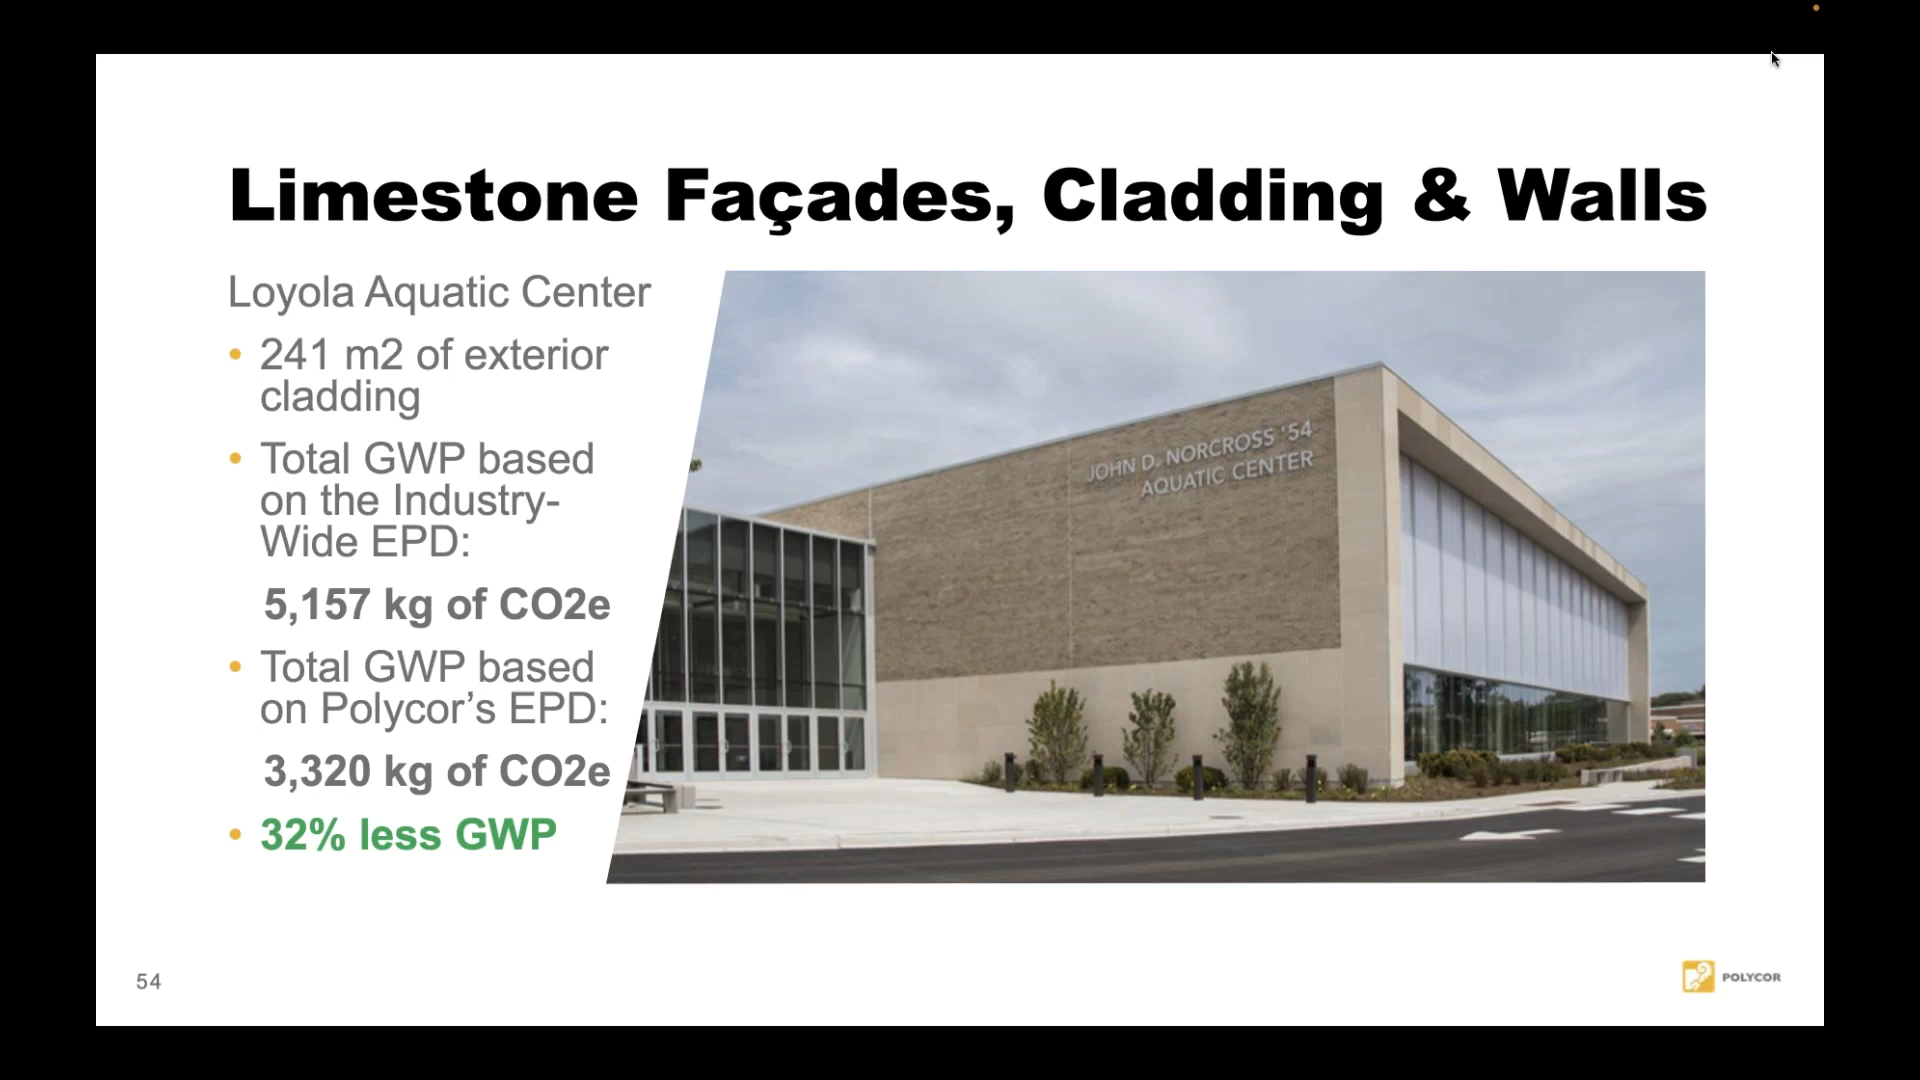 Limestone Façades, Cladding & Walls
Loyola Aquatic Center
• 241 m2 of exterior
cladding
• Total GWP based
on the Industry-
Wide EPD:
5,157 kg of CO2e
• Total GWP based
on Polycor’s EPD:
3,320 kg of CO2e
• 32% less GWP
JOHN D. NORCROSS '54
AQUATIC CENTER
54
POLYCOR